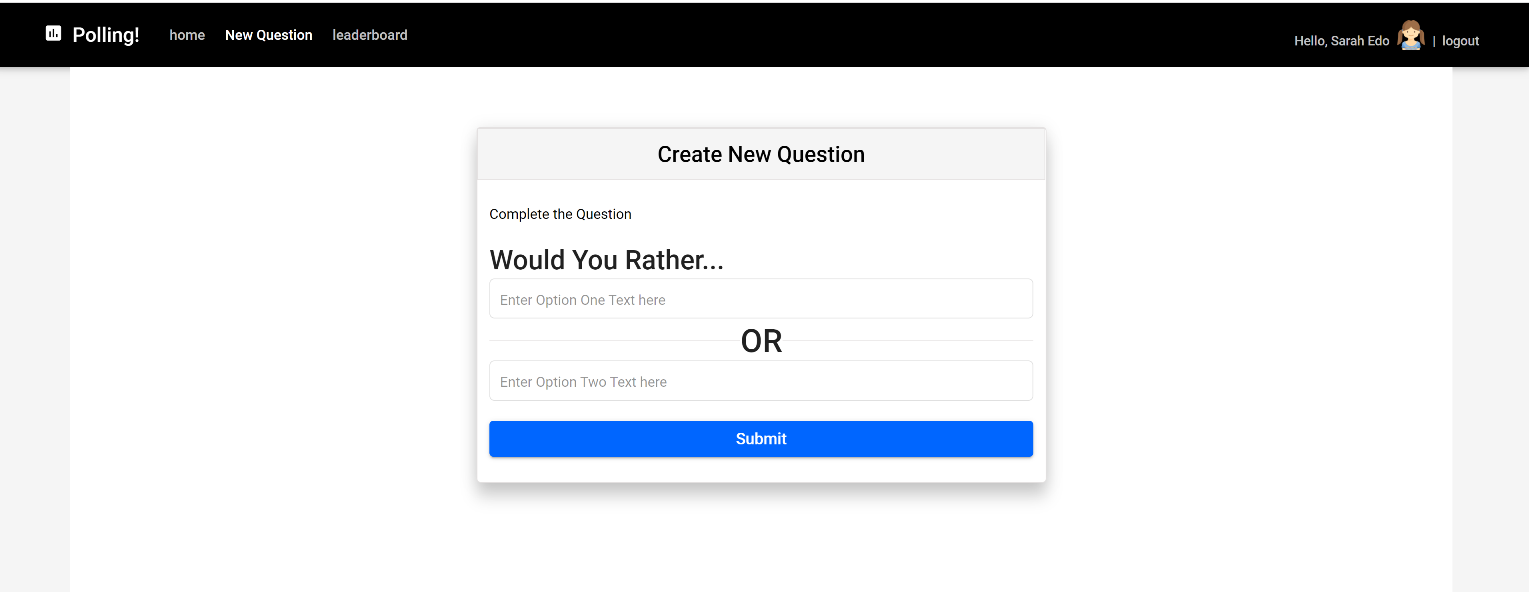 Polling! home New Question leaderboard Hello, Sarah Edo | logout
Create New Question
Complete the Question
Would You Rather...
Enter Option One Text here
OR
Enter Option Two Text here
Submit